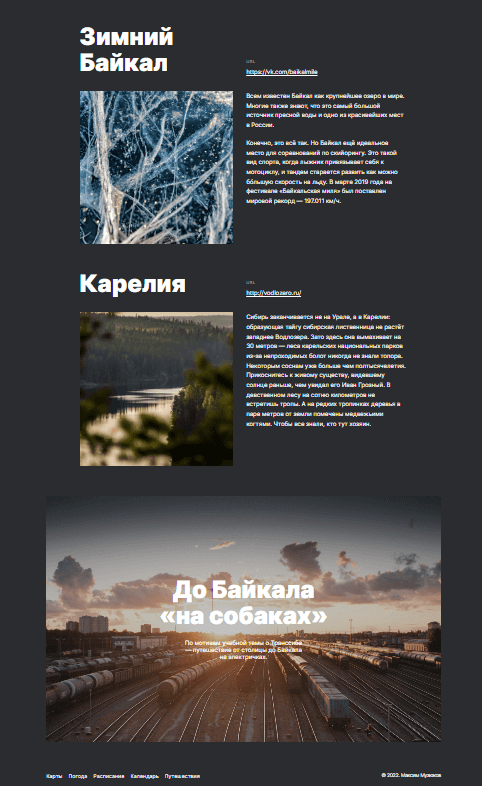 Зимний
Байкал
URL
https://vk.com/baikalmile
Всем известен Байкал как крупнейшее озеро в мире.
Многие также знают, что это самый большой
источник пресной воды и одно из красивейших мест
в России.
Конечно, это всё так. Но Байкал ещё идеальное
место для соревнований по скийорингу. Это такой
вид спорта, когда лыжник привязывает себя к
мотоциклу, и тандем старается развить как можно
бо́льшую скорость на льду. В марте 2019 года на
фестивале «Байкальская миля» был поставлен
мировой рекорд — 197.011 км/ч.
Карелия
URL
http://vodlozero.ru/
Сибирь заканчивается не на Урале, а в Карелии:
образующая тайгу сибирская лиственница не растёт
западнее Водлозера. Зато здесь она вымахивает на
30 метров — леса карельских национальных парков
из-за непроходимых болот никогда не знали топора.
Некоторым соснам уже больше чем полтысячелетия.
Прикоснитесь к живому существу, видевшему
солнце раньше, чем увидел его Иван Грозный. В
девственном лесу на сотню километров не
встретишь тропы. А на редких тропинках деревья в
паре метров от земли помечены медвежьими
когтями. Чтобы все знали, кто тут хозяин.
До Байкала
«на собаках»
По мотивам учебной темы о Транссибе
— путешествие от столицы до Байкала
на электричках.
Карты Погода Расписание Календарь Путешествия
© 2022. Максим Музюков